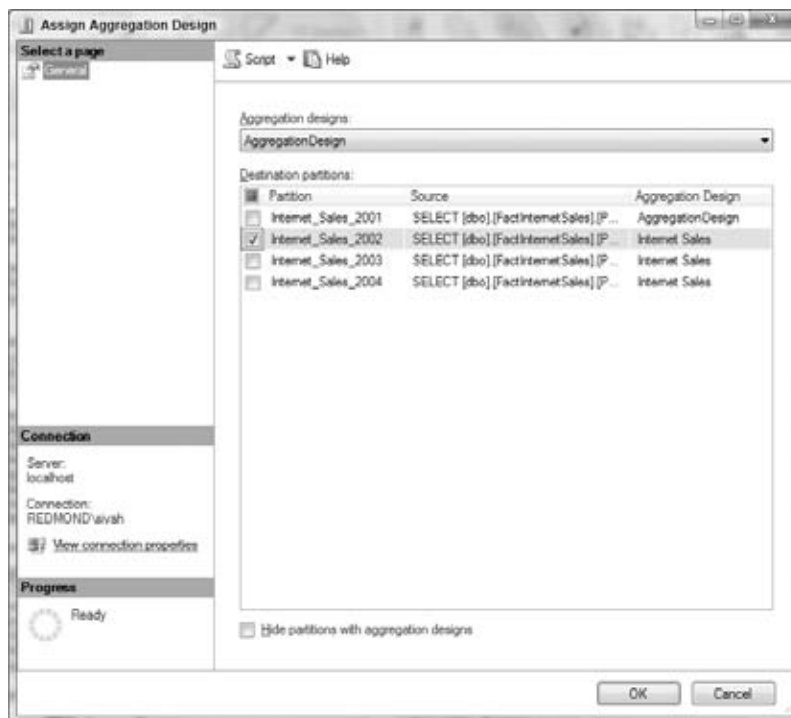 Assign Aggregation Design
Select a page
General
Script Help
Aggregation designs:
AggregationDesign
Destination partitions:
Partition Source Aggregation Design
Internet_Sales_2001 SELECT [dbo].[FactInternetSales].[P... AggregationDesign
Internet_Sales_2002 SELECT [dbo].[FactInternetSales].[P... Internet Sales
Internet_Sales_2003 SELECT [dbo].[FactInternetSales].[P... Internet Sales
Internet_Sales_2004 SELECT [dbo].[FactInternetSales].[P... Internet Sales
Connection
Server:
localhost
Connection:
REDMOND\sivah
View connection properties
Progress
Ready
Hide partitions with aggregation designs
OK Cancel